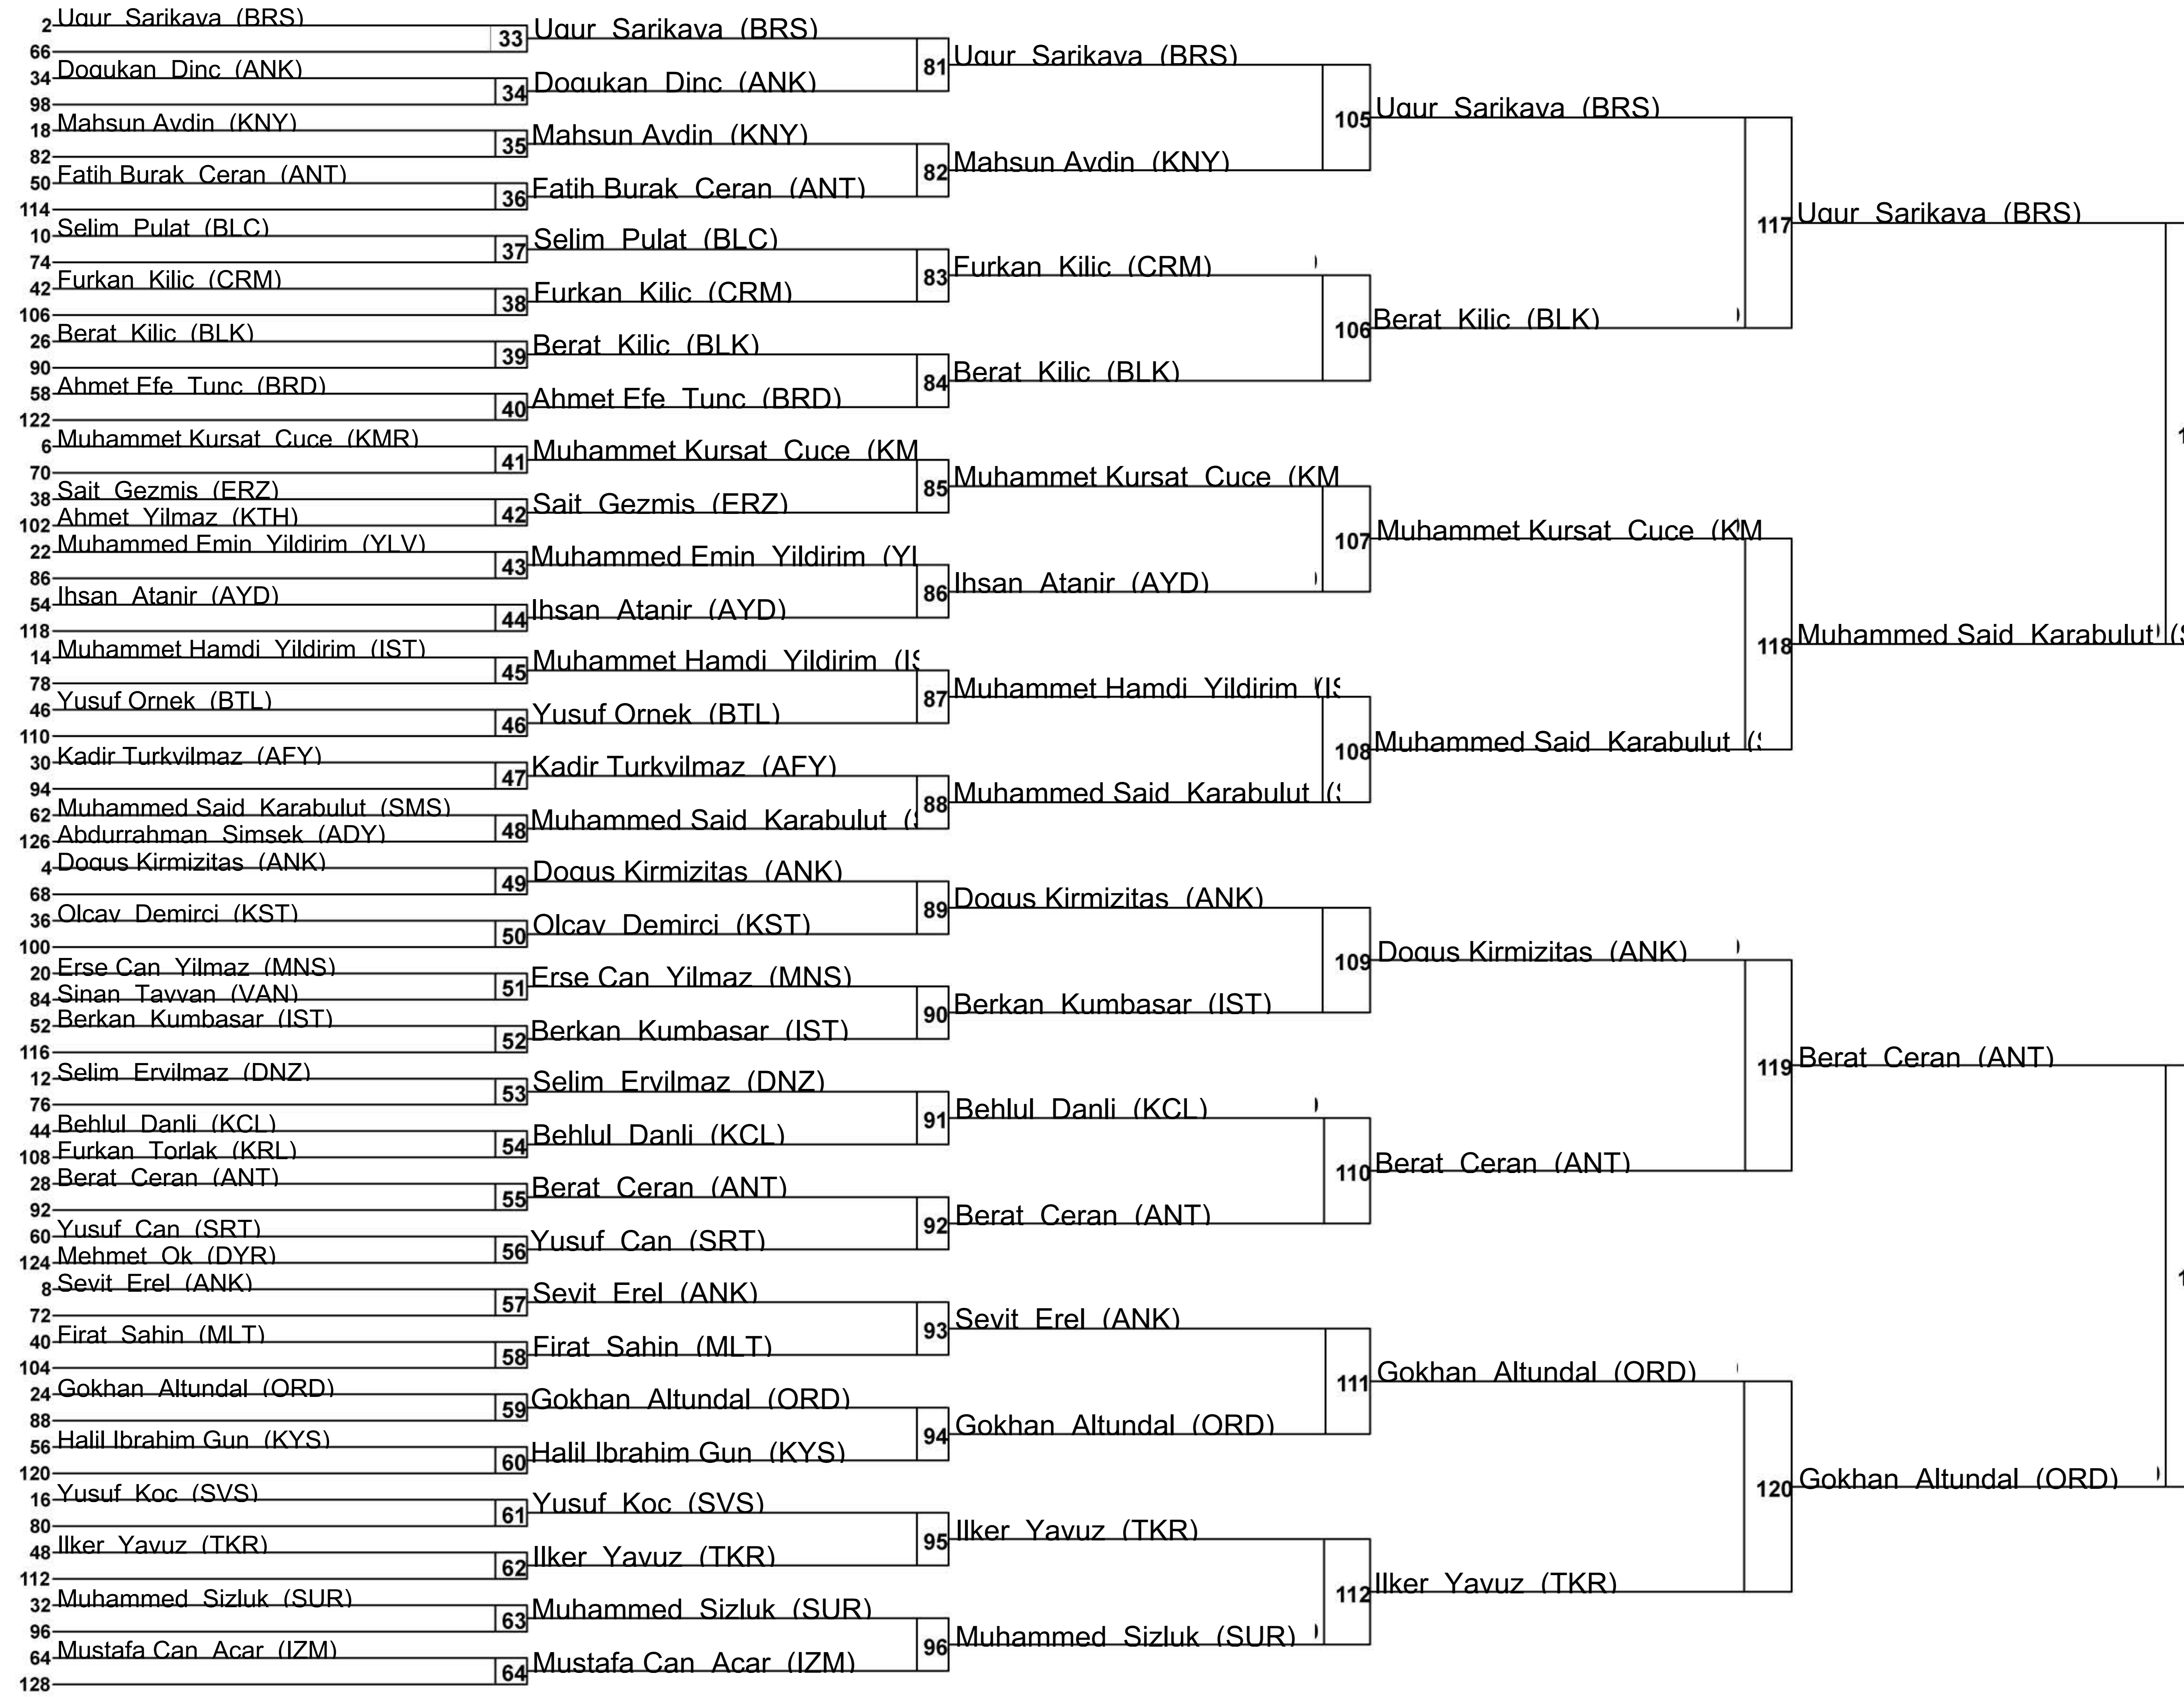 2 Ugur Sarikaya (BRS)
66
33
34 Dogukan Dinc (ANK)
98
34
18 Mahsun Aydin (KNY)
82
35
50 Fatih Burak Ceran (ANT)
114
36
10 Selim Pulat (BLC)
74
37
42 Furkan Kilic (CRM)
106
38
26 Berat Kilic (BLK)
90
39
58 Ahmet Efe Tunc (BRD)
122
40
6 Muhammet Kursat Cuce (KMR)
70
41
38 Sait Gezmis (ERZ)
102 Ahmet Yilmaz (KTH)
42
22 Muhammed Emin Yildirim (YLV)
86
43
54 Ihsan Atanir (AYD)
118
44
14 Muhammet Hamdi Yildirim (IST)
78
45
46 Yusuf Ornek (BTL)
110
46
30 Kadir Turkyilmaz (AFY)
94
47
62 Muhammed Said Karabulut (SMS)
126 Abdurrahman Simsek (ADY)
48
4 Dogus Kirmizitas (ANK)
68
49
36 Olcay Demirci (KST)
100
50
20 Erse Can Yilmaz (MNS)
84 Sinan Tayyan (VAN)
51
52 Berkan Kumbasar (IST)
116
52
12 Selim Eryilmaz (DNZ)
76
53
44 Behlul Danli (KCL)
108 Furkan Torlak (KRL)
54
28 Berat Ceran (ANT)
92
55
60 Yusuf Can (SRT)
124 Mehmet Ok (DYR)
56
8 Seyit Erel (ANK)
72
57
40 Firat Sahin (MLT)
104
58
24 Gokhan Altundal (ORD)
88
59
56 Halil Ibrahim Gun (KYS)
120
60
16 Yusuf Koc (SVS)
80
61
48 Ilker Yavuz (TKR)
112
62
32 Muhammed Sizluk (SUR)
96
63
64 Mustafa Can Acar (IZM)
128
64
Ugur Sarikaya (BRS)
Dogukan Dinc (ANK)
81
Mahsun Aydin (KNY)
Fatih Burak Ceran (ANT)
82
Selim Pulat (BLC)
Furkan Kilic (CRM)
83
Berat Kilic (BLK)
Ahmet Efe Tunc (BRD)
84
Muhammet Kursat Cuce (KM
Sait Gezmis (ERZ)
85
Muhammed Emin Yildirim (YL
Ihsan Atanir (AYD)
86
Muhammet Hamdi Yildirim (IS
Yusuf Ornek (BTL)
87
Kadir Turkyilmaz (AFY)
Muhammed Said Karabulut (S
88
Dogus Kirmizitas (ANK)
Olcay Demirci (KST)
89
Erse Can Yilmaz (MNS)
Berkan Kumbasar (IST)
90
Selim Eryilmaz (DNZ)
Behlul Danli (KCL)
91
Berat Ceran (ANT)
Yusuf Can (SRT)
92
Seyit Erel (ANK)
Firat Sahin (MLT)
93
Gokhan Altundal (ORD)
Halil Ibrahim Gun (KYS)
94
Yusuf Koc (SVS)
Ilker Yavuz (TKR)
95
Muhammed Sizluk (SUR)
Mustafa Can Acar (IZM)
96
Ugur Sarikaya (BRS)
Mahsun Aydin (KNY)
105
Furkan Kilic (CRM)
Berat Kilic (BLK)
106
Muhammet Kursat Cuce (KM
Ihsan Atanir (AYD)
107
Muhammet Hamdi Yildirim (IS
Muhammed Said Karabulut (S
108
Dogus Kirmizitas (ANK)
Berkan Kumbasar (IST)
109
Behlul Danli (KCL)
Berat Ceran (ANT)
110
Seyit Erel (ANK)
Gokhan Altundal (ORD)
111
Ilker Yavuz (TKR)
Muhammed Sizluk (SUR)
112
Ugur Sarikaya (BRS)
Berat Kilic (BLK)
117
Muhammet Kursat Cuce (KM
Muhammed Said Karabulut (S
118
Dogus Kirmizitas (ANK)
Berat Ceran (ANT)
119
Gokhan Altundal (ORD)
Ilker Yavuz (TKR)
120
Ugur Sarikaya (BRS)
Muhammed Said Karabulut (S
Berat Ceran (ANT)
Gokhan Altundal (ORD)